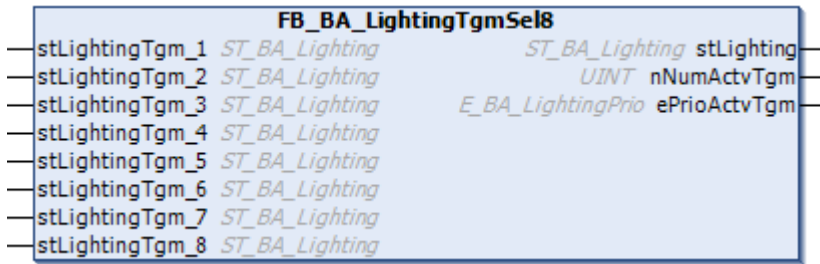 FB_BA_LightingTgmSel8
stLightingTgm_1 ST_BA_Lighting ST_BA_Lighting stLighting
stLightingTgm_2 ST_BA_Lighting UINT nNumActvTgm
stLightingTgm_3 ST_BA_Lighting E_BA_LightingPrio ePrioActvTgm
stLightingTgm_4 ST_BA_Lighting
stLightingTgm_5 ST_BA_Lighting
stLightingTgm_6 ST_BA_Lighting
stLightingTgm_7 ST_BA_Lighting
stLightingTgm_8 ST_BA_Lighting